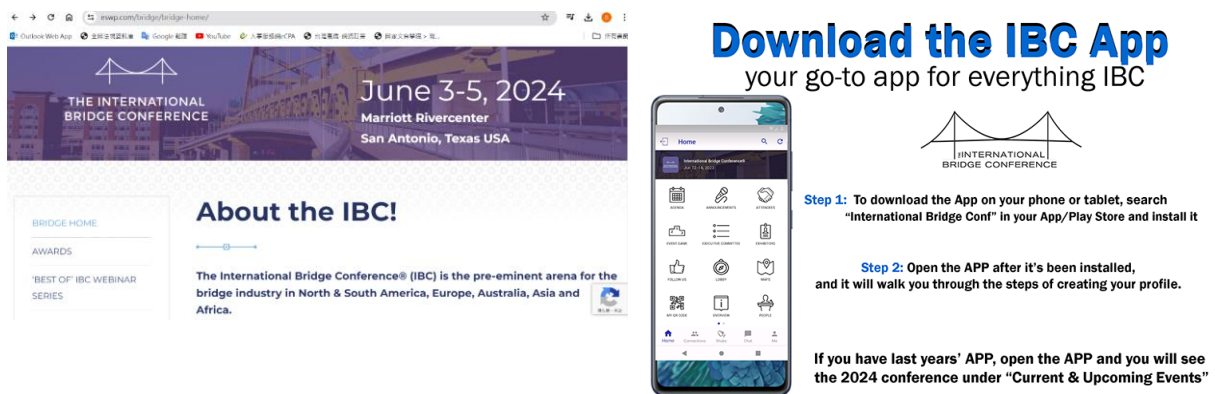 eswp.com/bridge/bridge-home/
Outlook Web App
Google
YouTube
THE INTERNATIONAL
BRIDGE CONFERENCE
June 3-5, 2024
Marriott Rivercenter
San Antonio, Texas USA
About the IBC!
BRIDGE HOME
AWARDS
'BEST OF' IBC WEBINAR
SERIES
The International Bridge Conference® (IBC) is the pre-eminent arena for the
bridge industry in North & South America, Europe, Australia, Asia and
Africa.
Download the IBC App
your go-to app for everything IBC
Home
International Bridge Conference®
AGENDA
ANNOUNCEMENTS
ATTENDEES
EVENT GAME
EXECUTIVE COMMITTEE
EXHIBITORS
FOLLOW US
LOBBY
MAPS
MY QR CODE
OVERVIEW
PEOPLE
Home
Connections
Chat
Me
THE INTERNATIONAL
BRIDGE CONFERENCE
Step 1: To download the App on your phone or tablet, search
“International Bridge Conf” in your App/Play Store and install it
Step 2: Open the APP after it’s been installed,
and it will walk you through the steps of creating your profile.
If you have last years’ APP, open the APP and you will see
the 2024 conference under “Current & Upcoming Events”